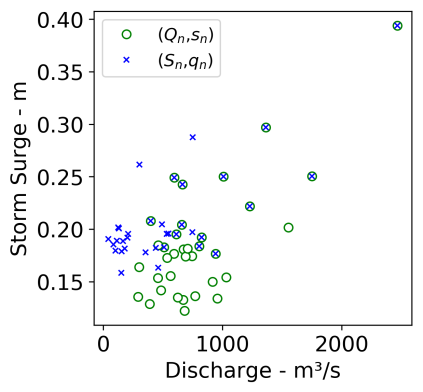 (Qₙ,sₙ)
(Sₙ,qₙ)
0.40
0.35
0.30
0.25
0.20
0.15
Storm Surge - m
0 1000 2000
Discharge - m³/s